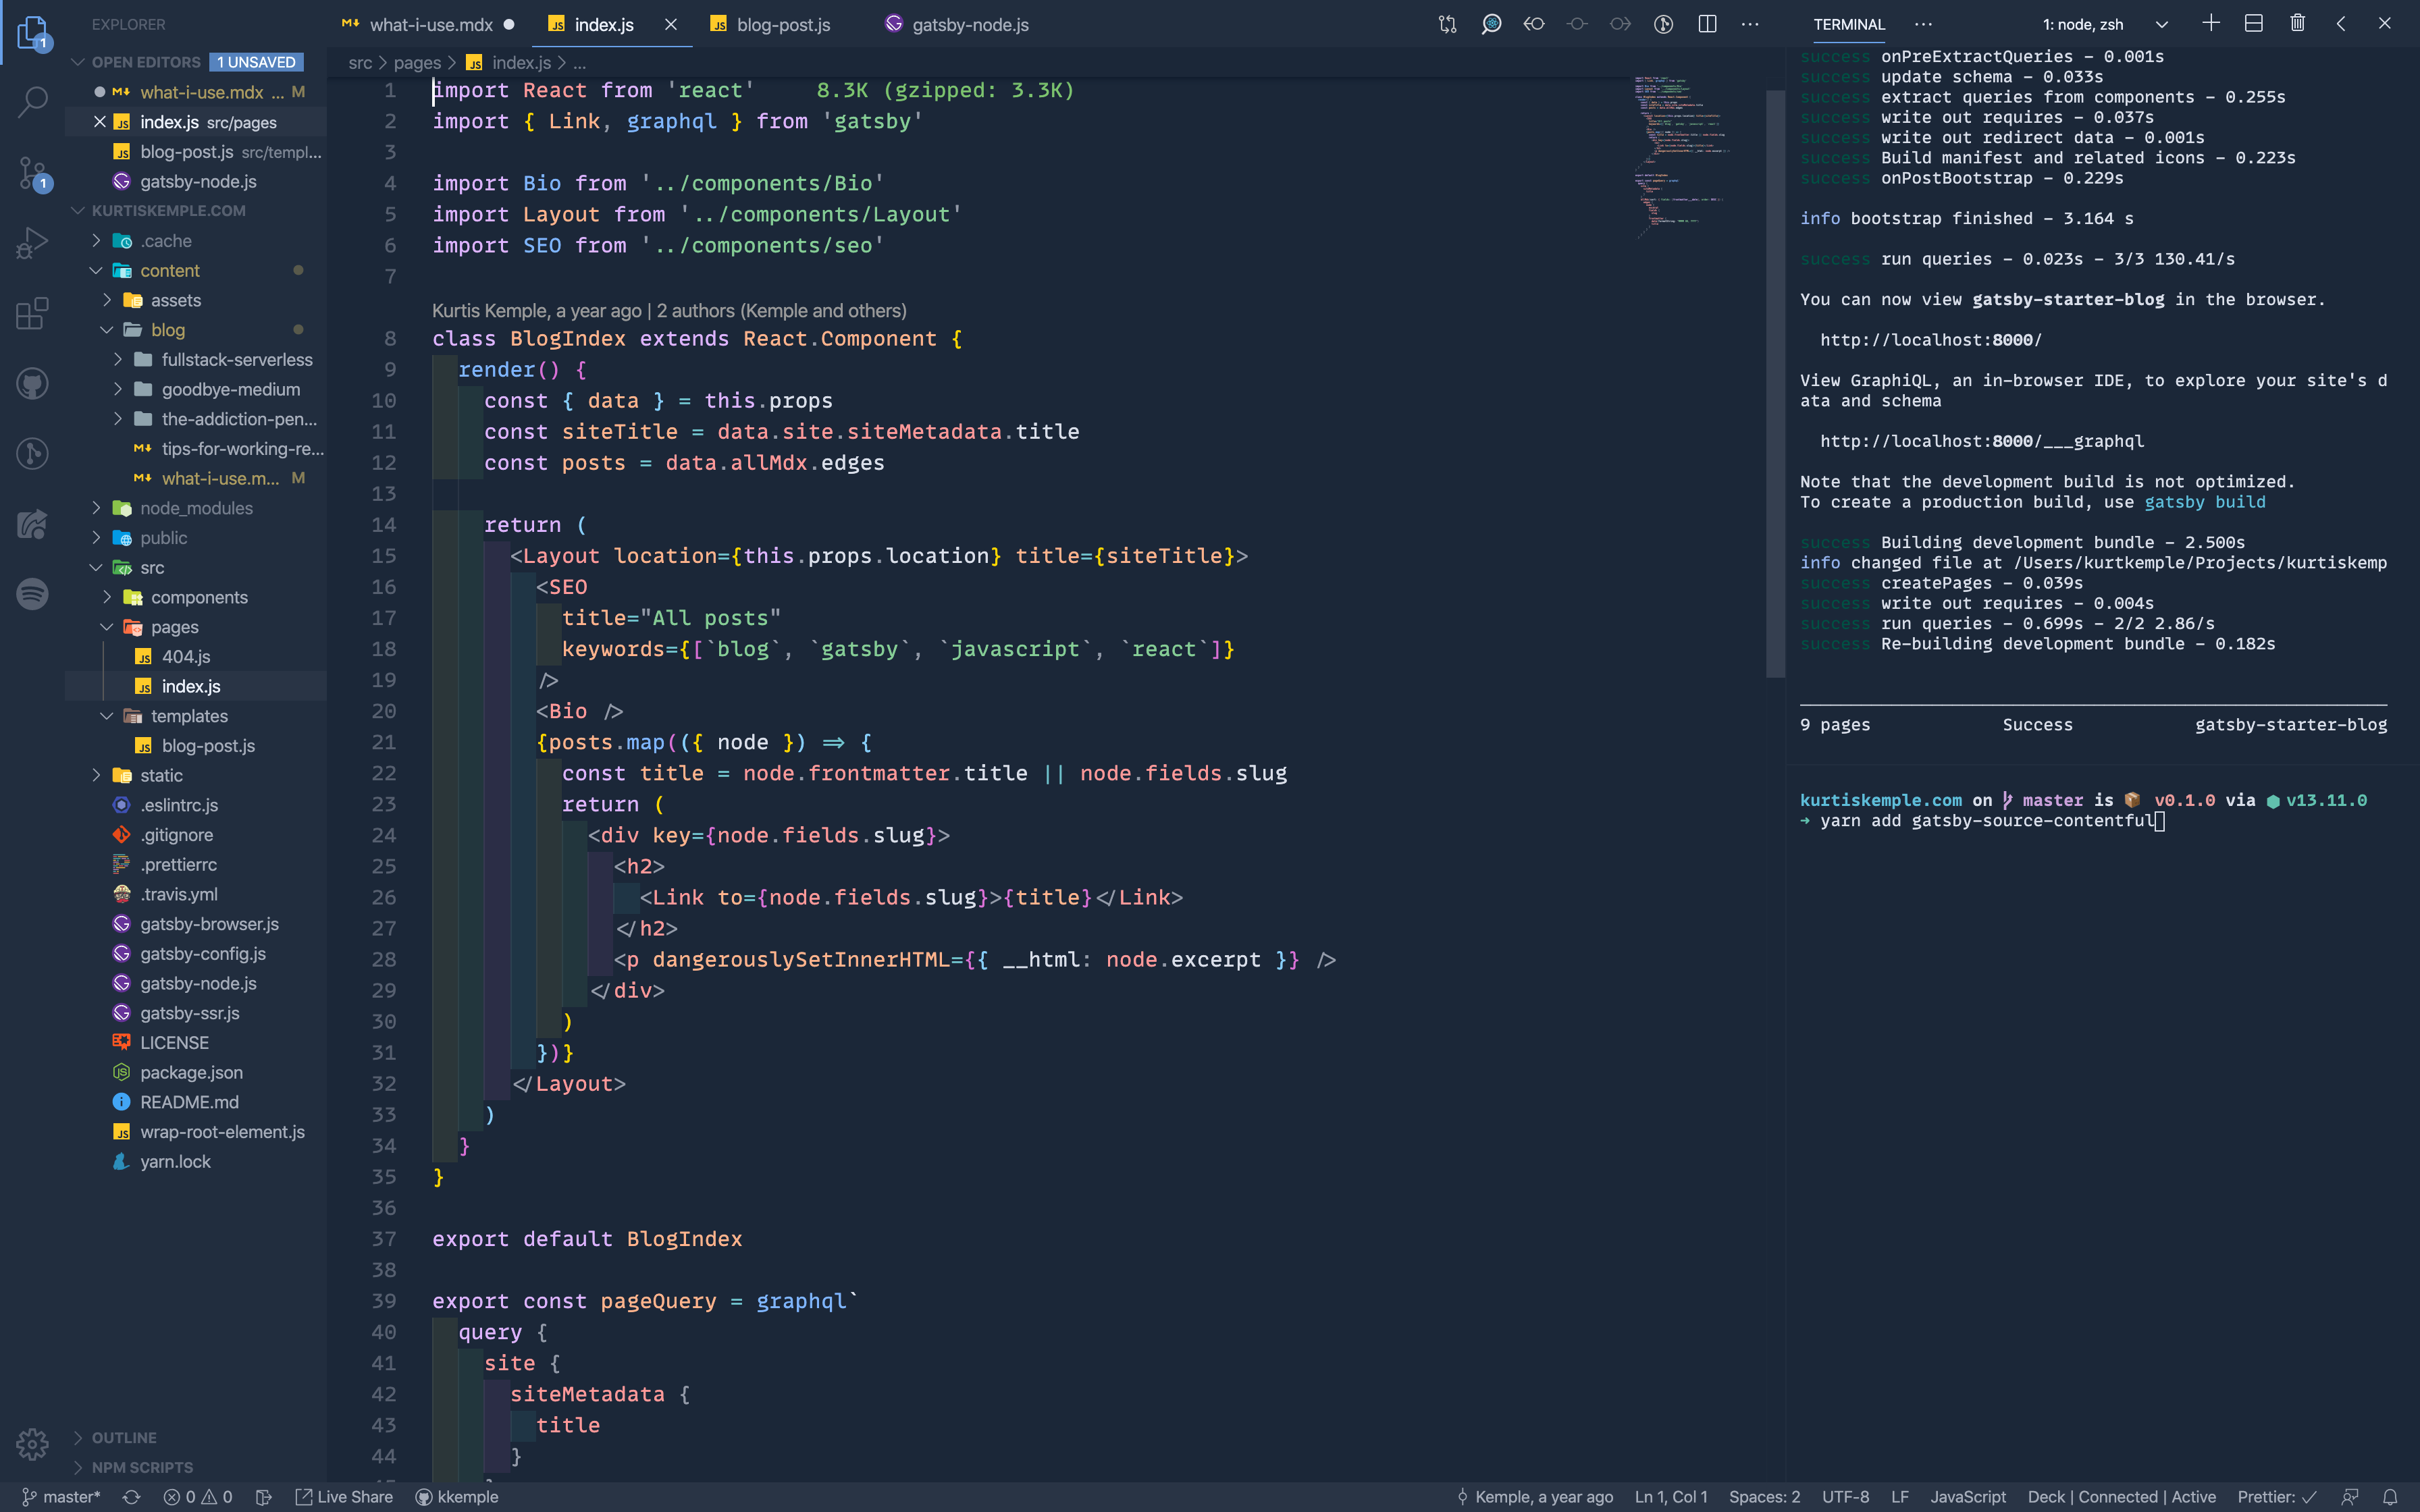 EXPLORER
OPEN EDITORS 1 UNSAVED
what-i-use.mdx ... M
index.js src/pages
blog-post.js src/templ...
gatsby-node.js
KURTISKEMPLE.COM
.cache
content
assets
blog
fullstack-serverless
goodbye-medium
the-addiction-pen...
tips-for-working-re...
what-i-use.m... M
node_modules
public
src
components
pages
404.js
index.js
templates
blog-post.js
static
.eslintrc.js
.gitignore
.prettierrc
.travis.yml
gatsby-browser.js
gatsby-config.js
gatsby-node.js
gatsby-ssr.js
LICENSE
package.json
README.md
wrap-root-element.js
yarn.lock
OUTLINE
NPM SCRIPTS
what-i-use.mdx
index.js
blog-post.js
gatsby-node.js
src > pages > index.js > ...
1 import React from 'react' 8.3K (gzipped: 3.3K)
2 import { Link, graphql } from 'gatsby'
3
4 import Bio from '../components/Bio'
5 import Layout from '../components/Layout'
6 import SEO from '../components/seo'
7
Kurtis Kemple, a year ago | 2 authors (Kemple and others)
8 class BlogIndex extends React.Component {
9 render() {
10 const { data } = this.props
11 const siteTitle = data.site.siteMetadata.title
12 const posts = data.allMdx.edges
13
14 return (
15 <Layout location={this.props.location} title={siteTitle}>
16 <SEO
17 title="All posts"
18 keywords={[`blog`, `gatsby`, `javascript`, `react`]}
19 />
20 <Bio />
21 {posts.map(({ node }) => {
22 const title = node.frontmatter.title || node.fields.slug
23 return (
24 <div key={node.fields.slug}>
25 <h2>
26 <Link to={node.fields.slug}>{title}</Link>
27 </h2>
28 <p dangerouslySetInnerHTML={{ __html: node.excerpt }} />
29 </div>
30 )
31 })}
32 </Layout>
33 )
34 }
35 }
36
37 export default BlogIndex
38
39 export const pageQuery = graphql`
40 query {
41 site {
42 siteMetadata {
43 title
44 }
TERMINAL ... 1: node, zsh
success onPreExtractQueries - 0.001s
success update schema - 0.033s
success extract queries from components - 0.255s
success write out requires - 0.037s
success write out redirect data - 0.001s
success Build manifest and related icons - 0.223s
success onPostBootstrap - 0.229s
info bootstrap finished - 3.164 s
success run queries - 0.023s - 3/3 130.41/s
You can now view gatsby-starter-blog in the browser.
http://localhost:8000/
View GraphiQL, an in-browser IDE, to explore your site's d
ata and schema
http://localhost:8000/___graphql
Note that the development build is not optimized.
To create a production build, use gatsby build
success Building development bundle - 2.500s
info changed file at /Users/kurtkemple/Projects/kurtiskemp
success createPages - 0.039s
success write out requires - 0.004s
success run queries - 0.699s - 2/2 2.86/s
success Re-building development bundle - 0.182s
9 pages Success gatsby-starter-blog
kurtiskemple.com on master is 📦 v0.1.0 via ⬢ v13.11.0
➜ yarn add gatsby-source-contentful
master* 0 0 Live Share kkemple Kemple, a year ago Ln 1, Col 1 Spaces: 2 UTF-8 LF JavaScript Deck | Connected | Active Prettier: ✓